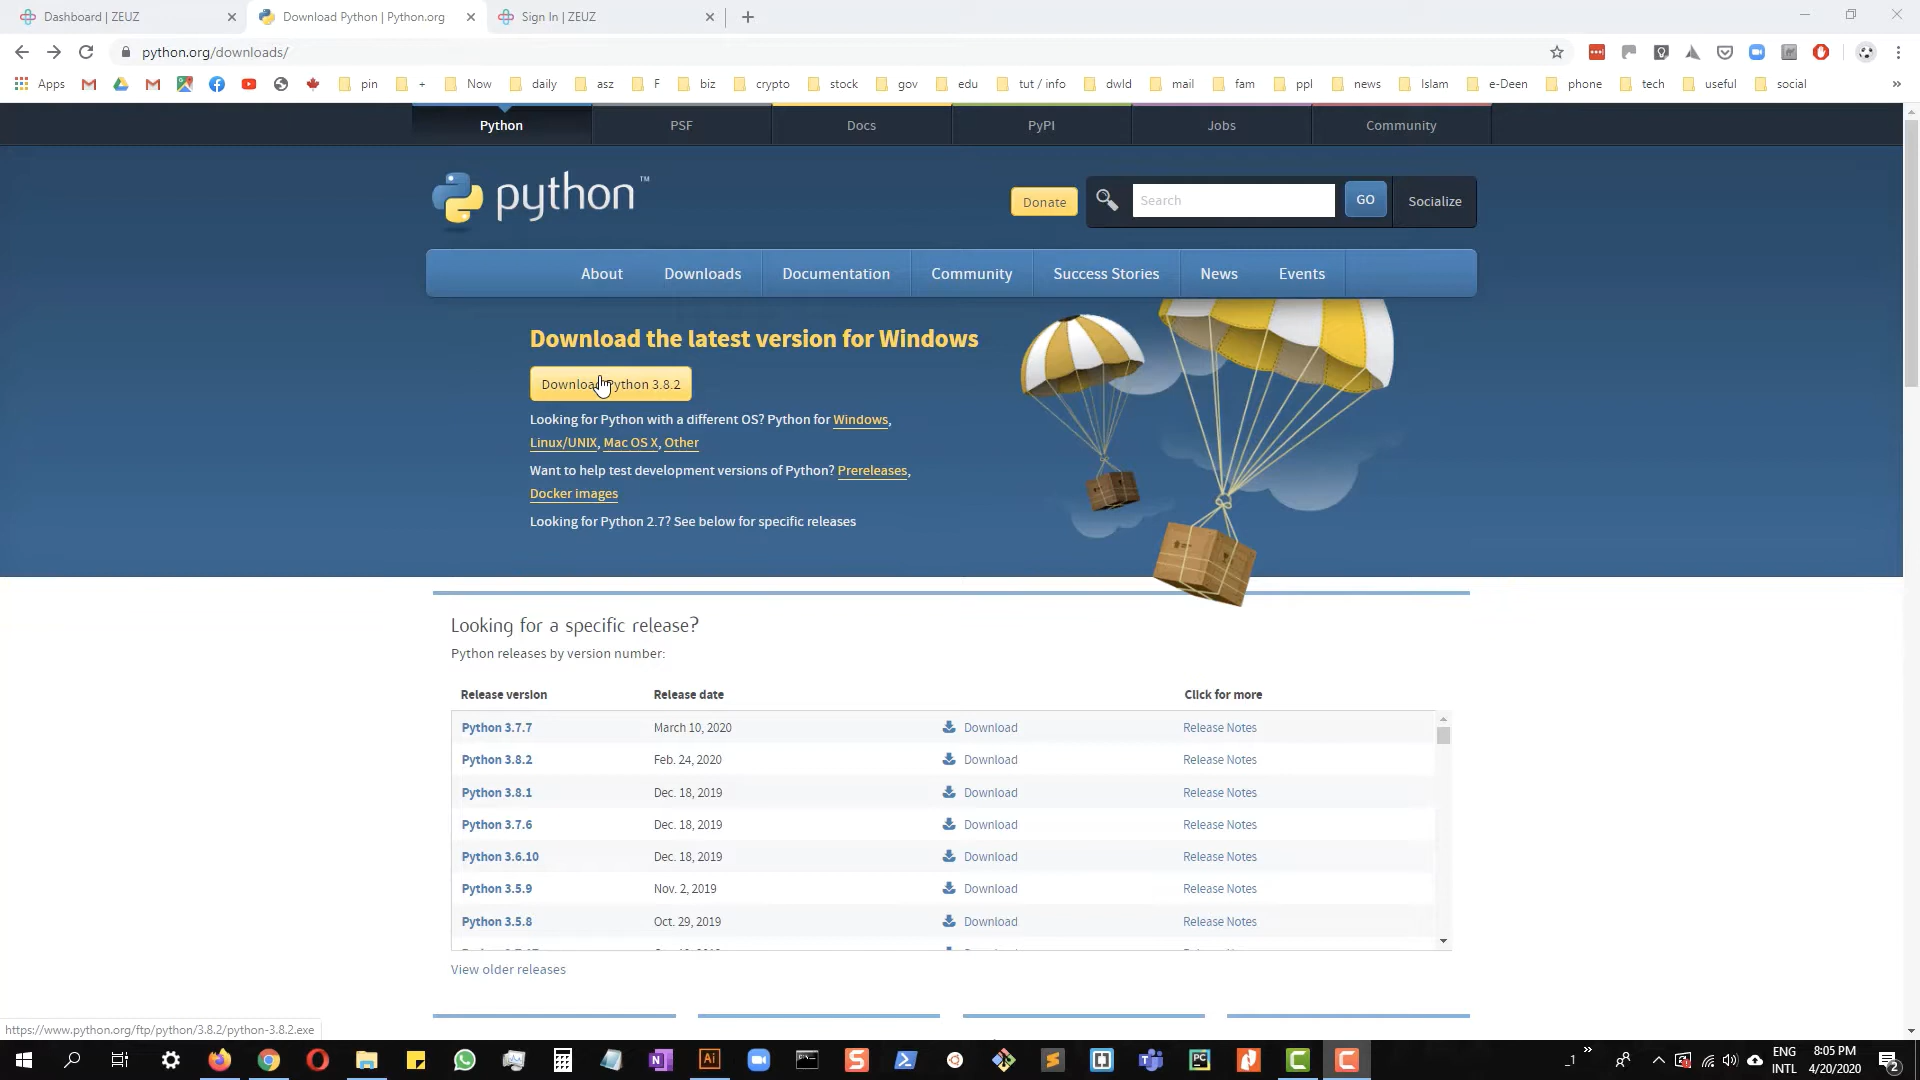 Dashboard | ZEUZ
Download Python | Python.org
Sign In | ZEUZ
python.org/downloads/
Apps
pin
+
Now
daily
asz
F
biz
crypto
stock
gov
edu
tut / info
dwld
mail
fam
ppl
news
Islam
e-Deen
phone
tech
useful
social
»
Python
PSF
Docs
PyPI
Jobs
Community
python™
Donate
Search
GO
Socialize
About
Downloads
Documentation
Community
Success Stories
News
Events
Download the latest version for Windows
Download Python 3.8.2
Looking for Python with a different OS? Python for Windows,
Linux/UNIX, Mac OS X, Other
Want to help test development versions of Python? Prereleases,
Docker images
Looking for Python 2.7? See below for specific releases
Looking for a specific release?
Python releases by version number:
Release version Release date Click for more
Python 3.7.7 March 10, 2020 Download Release Notes
Python 3.8.2 Feb. 24, 2020 Download Release Notes
Python 3.8.1 Dec. 18, 2019 Download Release Notes
Python 3.7.6 Dec. 18, 2019 Download Release Notes
Python 3.6.10 Dec. 18, 2019 Download Release Notes
Python 3.5.9 Nov. 2, 2019 Download Release Notes
Python 3.5.8 Oct. 29, 2019 Download Release Notes
View older releases
https://www.python.org/ftp/python/3.8.2/python-3.8.2.exe
ENG
INTL
8:05 PM
4/20/2020
2